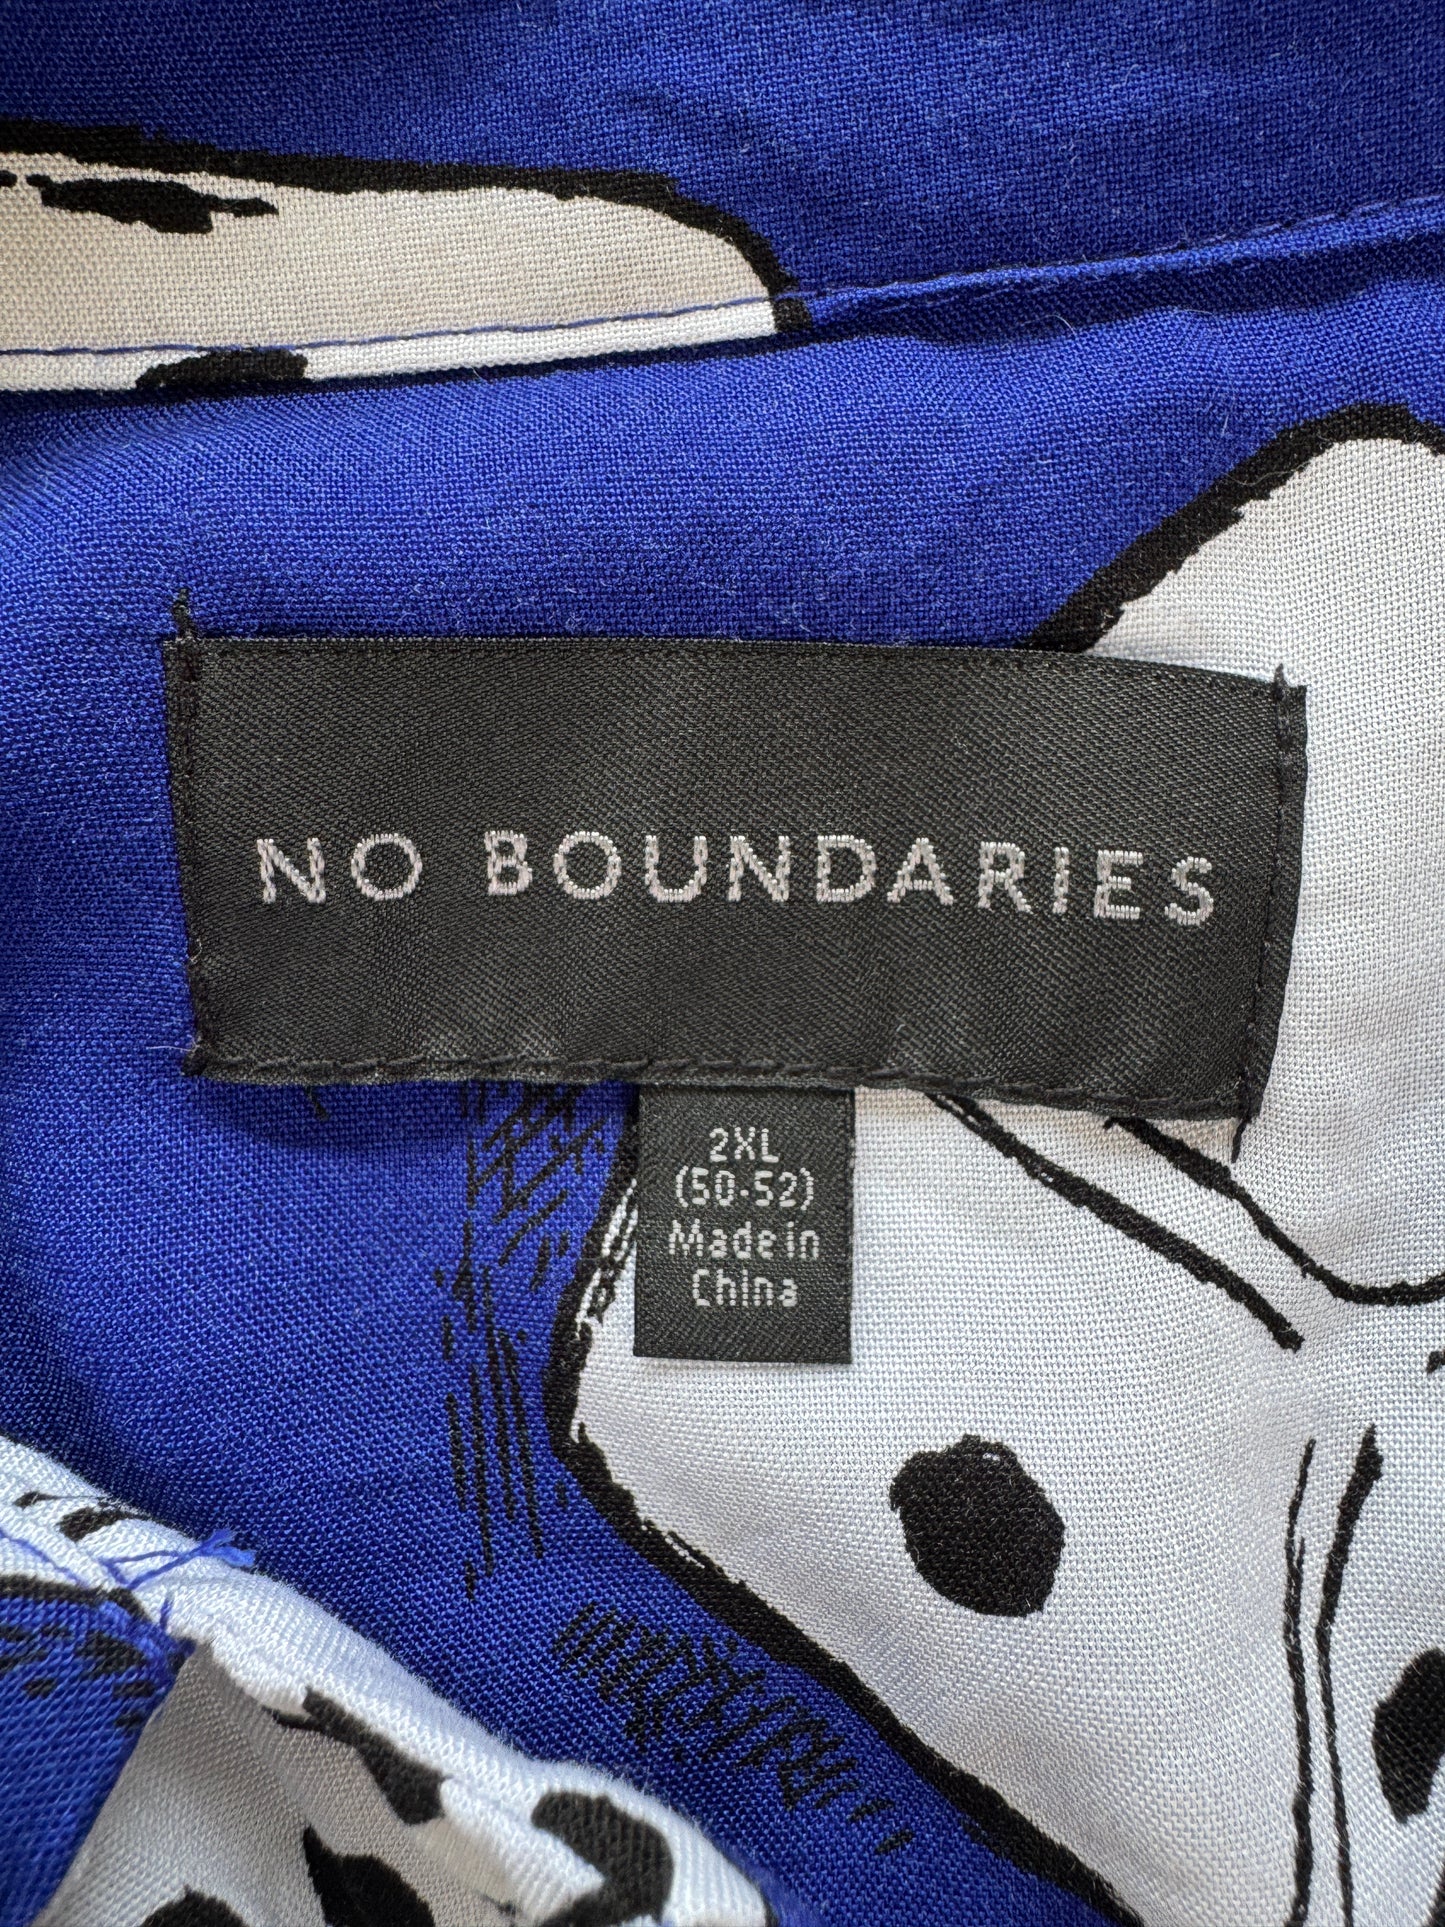 NO BOUNDARIES
2XL
(50-52)
Made in
China